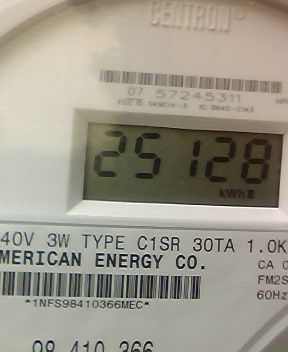 CENTRON®
07 57245311
25128
kWh
40V 3W TYPE C1SR 30TA 1.0K
MERICAN ENERGY CO.
CA 0
FM2S
60Hz
*1NFS98410366MEC*
98 410 366